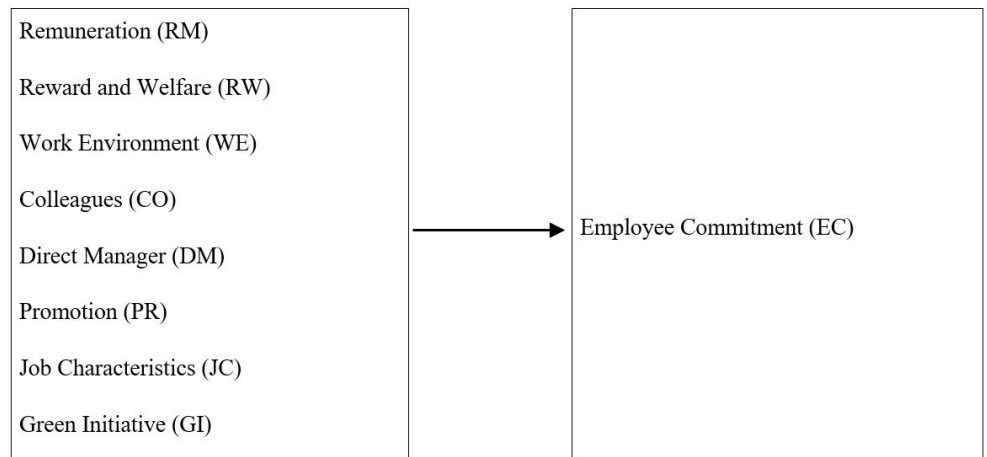 Remuneration (RM)
Reward and Welfare (RW)
Work Environment (WE)
Colleagues (CO)
Direct Manager (DM)
Promotion (PR)
Job Characteristics (JC)
Green Initiative (GI)
Employee Commitment (EC)